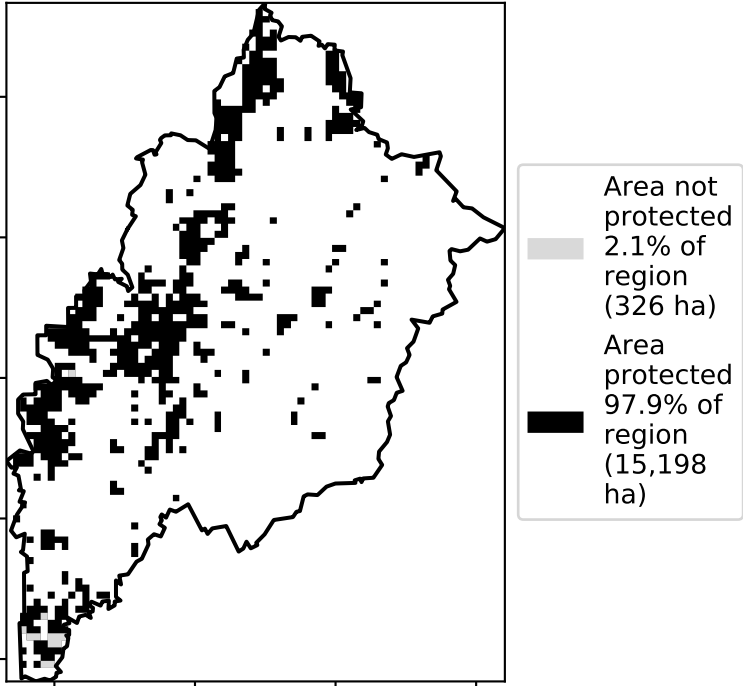 Area not
protected
2.1% of
region
(326 ha)
Area
protected
97.9% of
region
(15,198
ha)